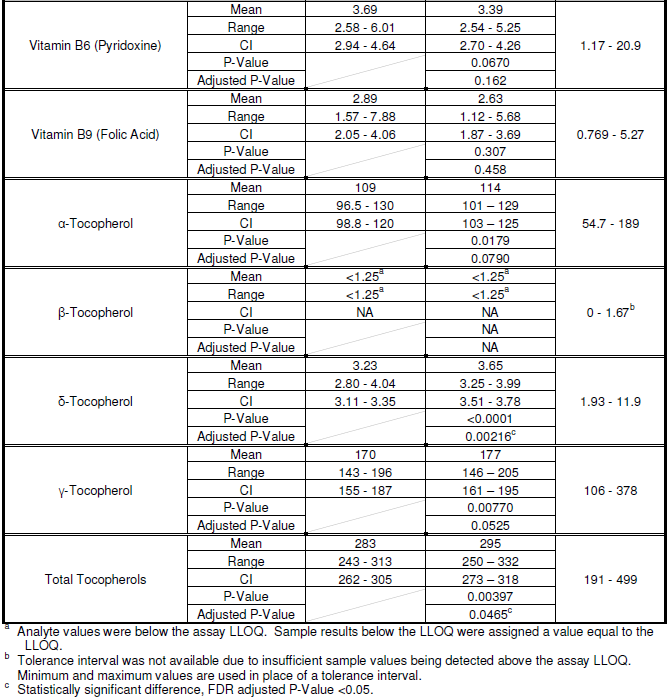 Mean 3.69 3.39
Range 2.58 - 6.01 2.54 - 5.25
Vitamin B6 (Pyridoxine) CI 2.94 - 4.64 2.70 - 4.26 1.17 - 20.9
P-Value 0.0670
Adjusted P-Value 0.162
Mean 2.89 2.63
Range 1.57 - 7.88 1.12 - 5.68
Vitamin B9 (Folic Acid) CI 2.05 - 4.06 1.87 - 3.69 0.769 - 5.27
P-Value 0.307
Adjusted P-Value 0.458
Mean 109 114
Range 96.5 - 130 101 – 129
α-Tocopherol CI 98.8 - 120 103 – 125 54.7 - 189
P-Value 0.0179
Adjusted P-Value 0.0790
Mean <1.25a <1.25a
Range <1.25a <1.25a
β-Tocopherol CI NA NA 0 - 1.67b
P-Value NA
Adjusted P-Value NA
Mean 3.23 3.65
Range 2.80 - 4.04 3.25 - 3.99
δ-Tocopherol CI 3.11 - 3.35 3.51 - 3.78 1.93 - 11.9
P-Value <0.0001
Adjusted P-Value 0.00216c
Mean 170 177
Range 143 - 196 146 – 205
γ-Tocopherol CI 155 - 187 161 – 195 106 - 378
P-Value 0.00770
Adjusted P-Value 0.0525
Mean 283 295
Range 243 - 313 250 – 332
Total Tocopherols CI 262 - 305 273 – 318 191 - 499
P-Value 0.00397
Adjusted P-Value 0.0465c
a Analyte values were below the assay LLOQ. Sample results below the LLOQ were assigned a value equal to the
LLOQ.
b Tolerance interval was not available due to insufficient sample values being detected above the assay LLOQ.
Minimum and maximum values are used in place of a tolerance interval.
c Statistically significant difference, FDR adjusted P-Value <0.05.